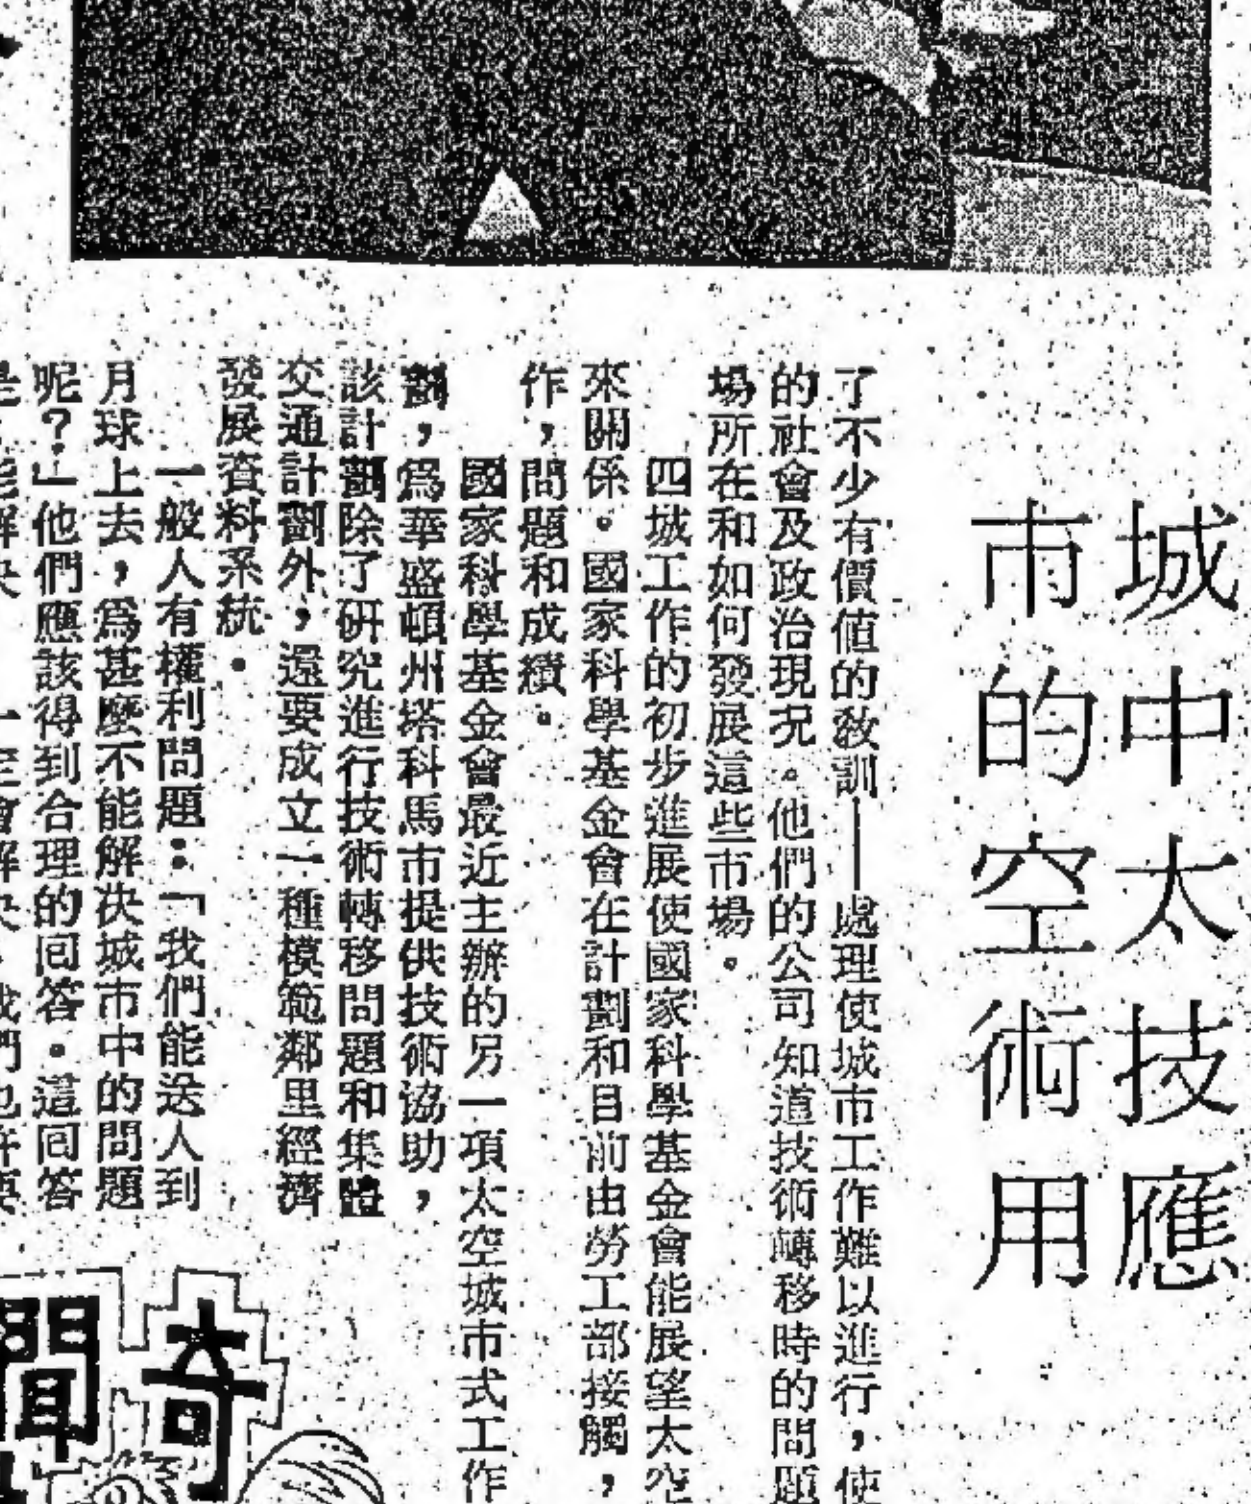 城中太技應
市的空術用
了不少有價值的教訓——處理使城市工作難以進行，使
的社會及政治現況。他們的公司知道技術轉移時的問題
場所在和如何發展這些市場。
四城工作的初步進展使國家科學基金會能展望太空
來關係。國家科學基金會在計劃和目前由勞工部接觸，
作，問題和成績。
國家科學基金會最近主辦的另一項太空城市式工作
劃，爲華盛頓州塔科馬市提供技術協助，
該計劃除了研究進行技術轉移問題和集體
交通計劃外，還要成立一種模範鄰里經濟
發展資料系統。
一般人有權利問題：「我們能送人到
月球上去，爲甚麼不能解決城市中的問題
呢？」他們應該得到合理的囘答。這囘答
奇聞